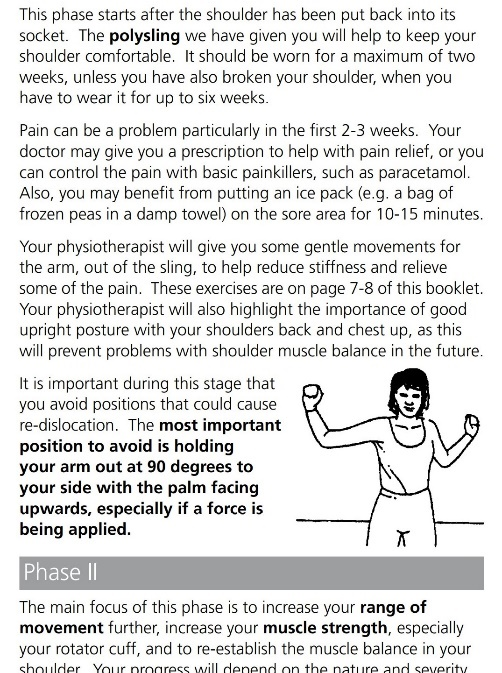 This phase starts after the shoulder has been put back into its
socket. The polysling we have given you will help to keep your
shoulder comfortable. It should be worn for a maximum of two
weeks, unless you have also broken your shoulder, when you
have to wear it for up to six weeks.
Pain can be a problem particularly in the first 2-3 weeks. Your
doctor may give you a prescription to help with pain relief, or you
can control the pain with basic painkillers, such as paracetamol.
Also, you may benefit from putting an ice pack (e.g. a bag of
frozen peas in a damp towel) on the sore area for 10-15 minutes.
Your physiotherapist will give you some gentle movements for
the arm, out of the sling, to help reduce stiffness and relieve
some of the pain. These exercises are on page 7-8 of this booklet.
Your physiotherapist will also highlight the importance of good
upright posture with your shoulders back and chest up, as this
will prevent problems with shoulder muscle balance in the future.
It is important during this stage that
you avoid positions that could cause
re-dislocation. The most important
position to avoid is holding
your arm out at 90 degrees to
your side with the palm facing
upwards, especially if a force is
being applied.
Phase II
The main focus of this phase is to increase your range of
movement further, increase your muscle strength, especially
your rotator cuff, and to re-establish the muscle balance in your
shoulder. Your progress will depend on the nature and severity